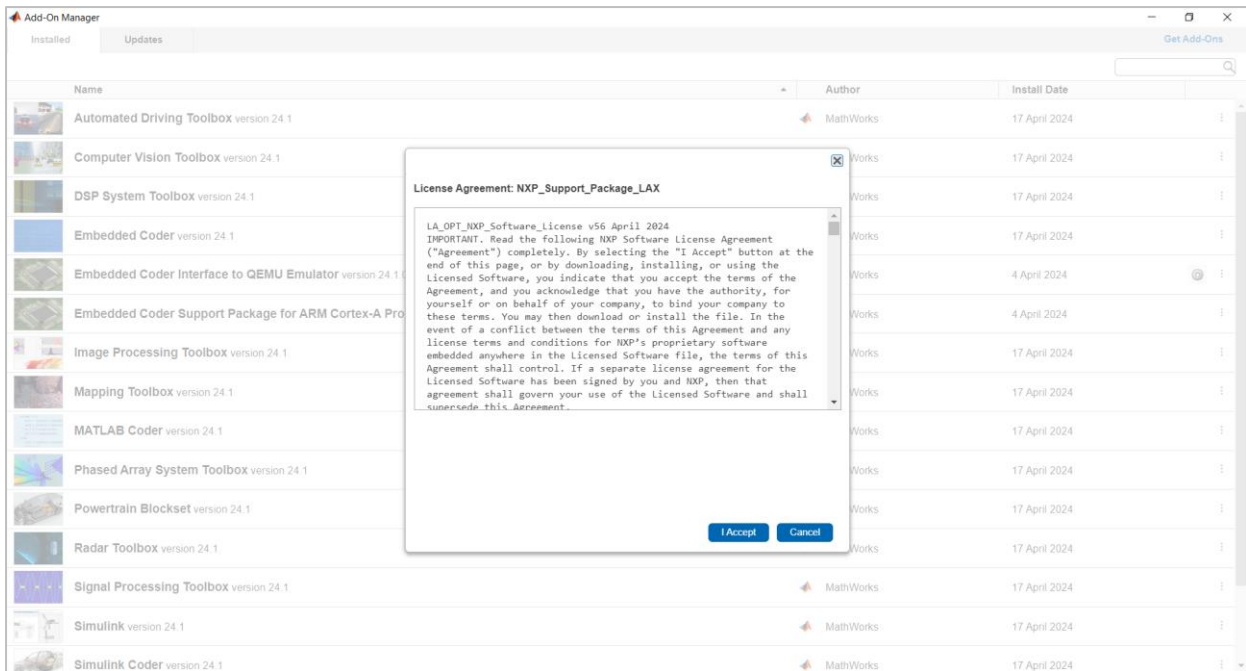 Add-On Manager
Installed Updates Get Add-Ons
Name Author Install Date
Automated Driving Toolbox version 24.1 MathWorks 17 April 2024
Computer Vision Toolbox version 24.1 Works 17 April 2024
DSP System Toolbox version 24.1 Works 17 April 2024
Embedded Coder version 24.1 Works 17 April 2024
Embedded Coder Interface to QEMU Emulator version 24.1 Works 4 April 2024
Embedded Coder Support Package for ARM Cortex-A Pro Works 4 April 2024
Image Processing Toolbox version 24.1 Works 17 April 2024
Mapping Toolbox version 24.1 Works 17 April 2024
MATLAB Coder version 24.1 Works 17 April 2024
Phased Array System Toolbox version 24.1 Works 17 April 2024
Powertrain Blockset version 24.1 Works 17 April 2024
Radar Toolbox version 24.1 Works 17 April 2024
Signal Processing Toolbox version 24.1 MathWorks 17 April 2024
Simulink version 24.1 MathWorks 17 April 2024
Simulink Coder version 24.1 MathWorks 17 April 2024
License Agreement: NXP_Support_Package_LAX
LA_OPT_NXP_Software_License v56 April 2024
IMPORTANT. Read the following NXP Software License Agreement
("Agreement") completely. By selecting the "I Accept" button at the
end of this page, or by downloading, installing, or using the
Licensed Software, you indicate that you accept the terms of the
Agreement, and you acknowledge that you have the authority, for
yourself or on behalf of your company, to bind your company to
these terms. You may then download or install the file. In the
event of a conflict between the terms of this Agreement and any
license terms and conditions for NXP's proprietary software
embedded anywhere in the Licensed Software file, the terms of this
Agreement shall control. If a separate license agreement for the
Licensed Software has been signed by you and NXP, then that
agreement shall govern your use of the Licensed Software and shall
supersede this Agreement.
I Accept Cancel